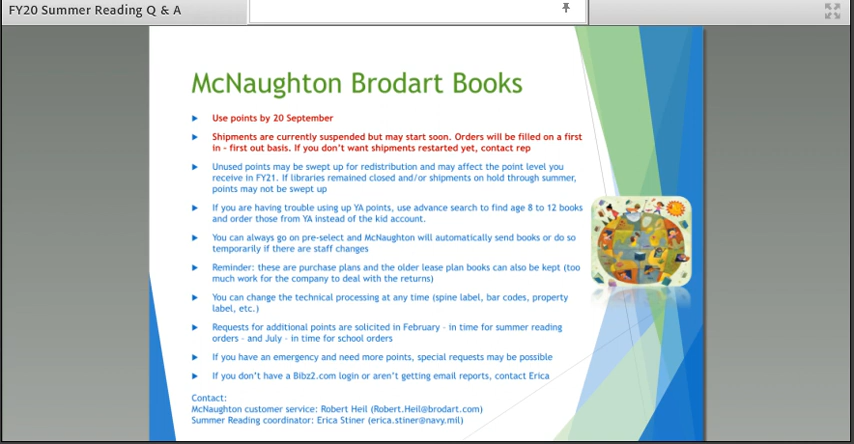 FY20 Summer Reading Q & A
McNaughton Brodart Books
Use points by 20 September
Shipments are currently suspended but may start soon. Orders will be filled on a first
in - first out basis. If you don't want shipments restarted yet, contact rep
Unused points may be swept up for redistribution and may affect the point level you
receive in FY21. If libraries remained closed and/or shipments on hold through summer,
points may not be swept up
If you are having trouble using up YA points, use advance search to find age 8 to 12 books
and order those from YA instead of the kid account.
You can always go on pre-select and McNaughton will automatically send books or do so
temporarily if there are staff changes
Reminder: these are purchase plans and the older lease plan books can also be kept (too
much work for the company to deal with the returns)
You can change the technical processing at any time (spine label, bar codes, property
label, etc.)
Requests for additional points are solicited in February - in time for summer reading
orders - and July - in time for school orders
If you have an emergency and need more points, special requests may be possible
If you don't have a Bibz2.com login or aren't getting email reports, contact Erica
Contact:
McNaughton customer service: Robert Heil (Robert.Heil@brodart.com)
Summer Reading coordinator: Erica Stiner (erica.stiner@navy.mil)